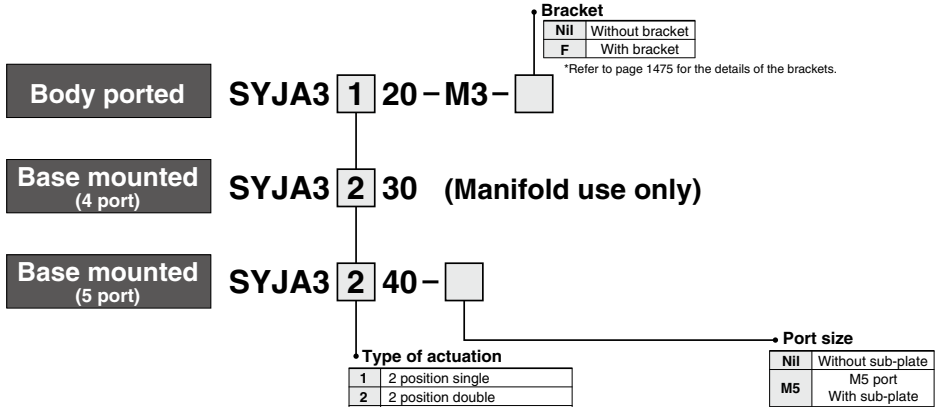 Bracket
Nil Without bracket
F With bracket
*Refer to page 1475 for the details of the brackets.
Body ported SYJA3 1 20-M3-
Base mounted
(4 port)
SYJA3 2 30 (Manifold use only)
Base mounted
(5 port)
SYJA3 2 40-
Type of actuation
1 2 position single
2 2 position double
Port size
Nil Without sub-plate
M5 M5 port
With sub-plate